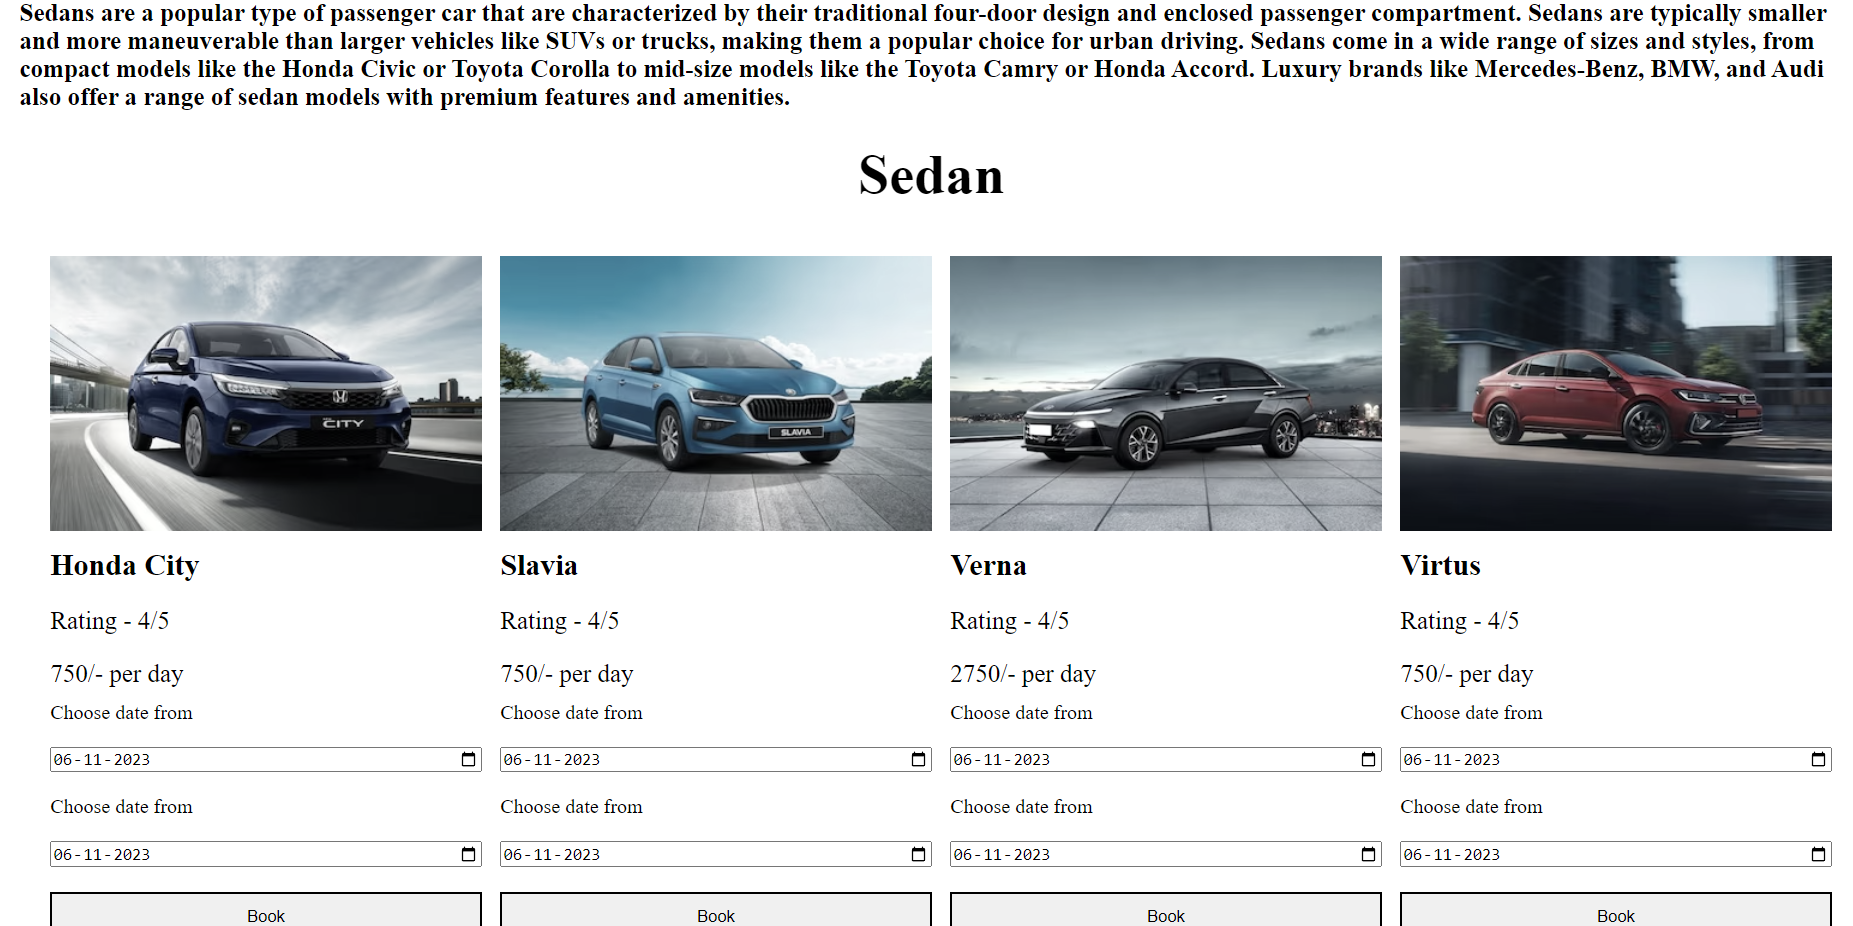 Sedans are a popular type of passenger car that are characterized by their traditional four-door design and enclosed passenger compartment. Sedans are typically smaller
and more maneuverable than larger vehicles like SUVs or trucks, making them a popular choice for urban driving. Sedans come in a wide range of sizes and styles, from
compact models like the Honda Civic or Toyota Corolla to mid-size models like the Toyota Camry or Honda Accord. Luxury brands like Mercedes-Benz, BMW, and Audi
also offer a range of sedan models with premium features and amenities.
Sedan
CITY
SLAVIA
Honda City
Rating - 4/5
750/- per day
Choose date from
06-11-2023
Choose date from
06-11-2023
Book
Slavia
Rating - 4/5
750/- per day
Choose date from
06-11-2023
Choose date from
06-11-2023
Book
Verna
Rating - 4/5
2750/- per day
Choose date from
06-11-2023
Choose date from
06-11-2023
Book
Virtus
Rating - 4/5
750/- per day
Choose date from
06-11-2023
Choose date from
06-11-2023
Book